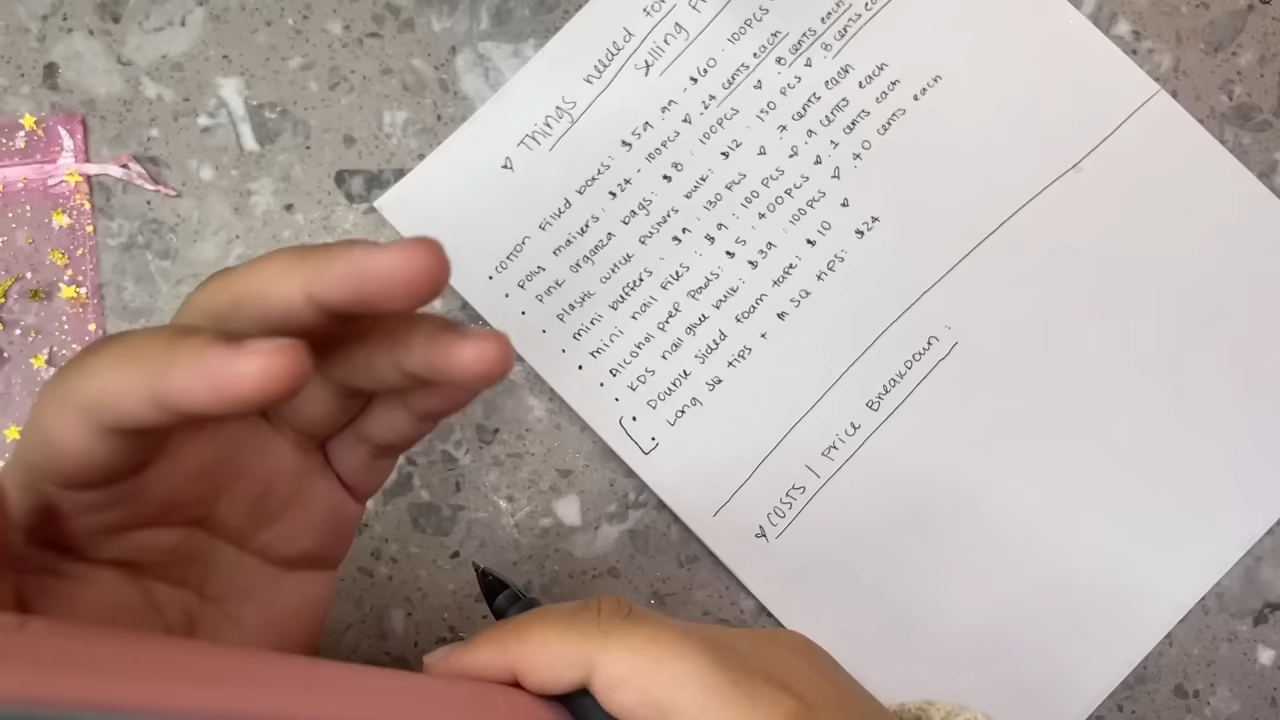 ♥ Things needed for
Selling Pr
• Cotton Filled boxes: $59.99 - $60 • 100PCS
• Poly mailers: $24 - 100PCS ♥ .24 cents each
• Pink Organza bags: $8 : 100PCS ♥ .8 cents each
• Plastic cuticle pushers bulk: $12 : 150 PCS ♥ 8 cents each
• mini buffers : $9 : 130 PCS ♥ .7 cents each
• mini nail files : $9 : 100 PCS ♥ .9 cents each
• Alcohol prep Pads: $5 : 400PCS ♥ .1 cents each
• KDS nail glue bulk: $39 : 100PCS ♥ .40 cents each
• Double sided foam tape: $10 ♥
• Long SQ tips + M SQ tips: $24
♥ COSTS | Price Breakdown :